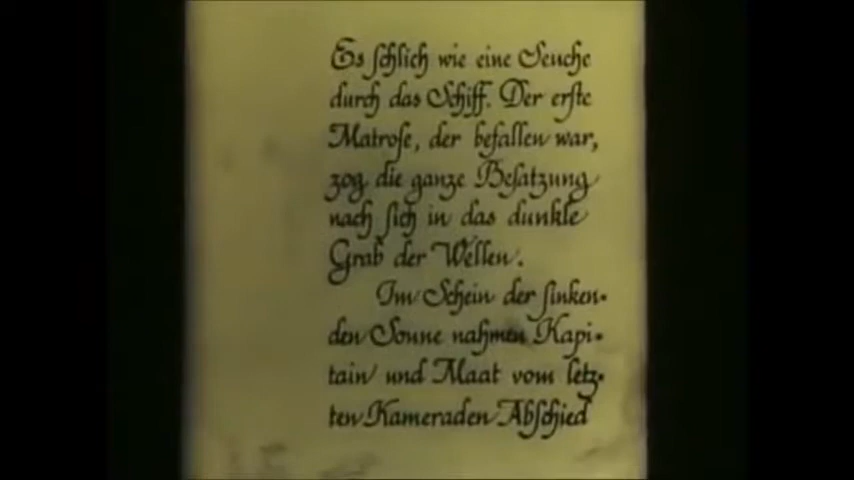 Es ſchlich wie eine Seuche
durch das Schiff. Der erſte
Matroſe, der befallen war,
zog die ganze Beſatzung
nach ſich in das dunkle
Grab der Wellen.
Im Schein der ſinken-
den Sonne nahmen Kapi-
tain und Maat vom letz-
ten Kameraden Abſchied